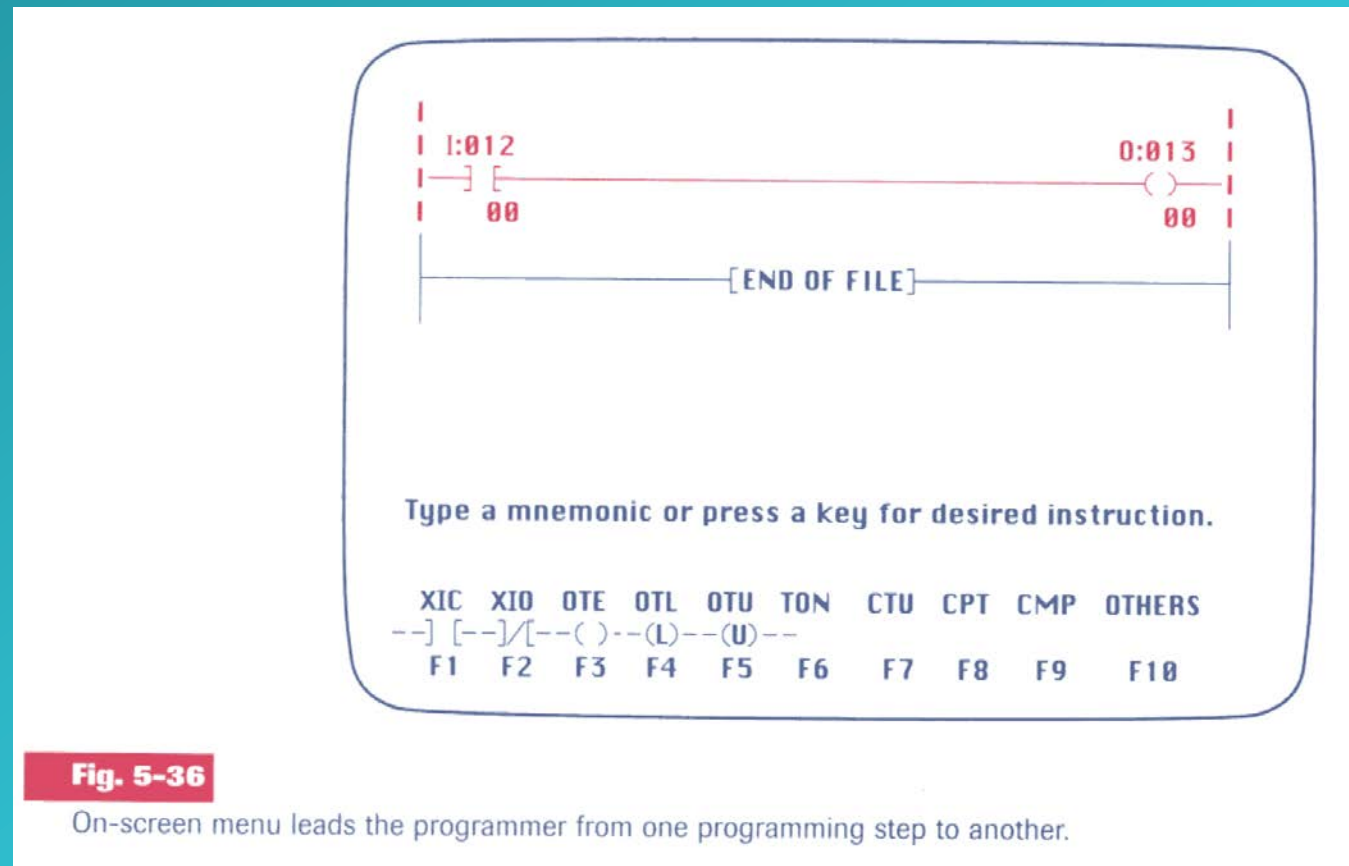 I:012 O:013
-] [- -( )-
00 00
[END OF FILE]
Type a mnemonic or press a key for desired instruction.
XIC XIO OTE OTL OTU TON CTU CPT CMP OTHERS
--] [--]/[--( )--(L)--(U)--
F1 F2 F3 F4 F5 F6 F7 F8 F9 F10
Fig. 5-36
On-screen menu leads the programmer from one programming step to another.